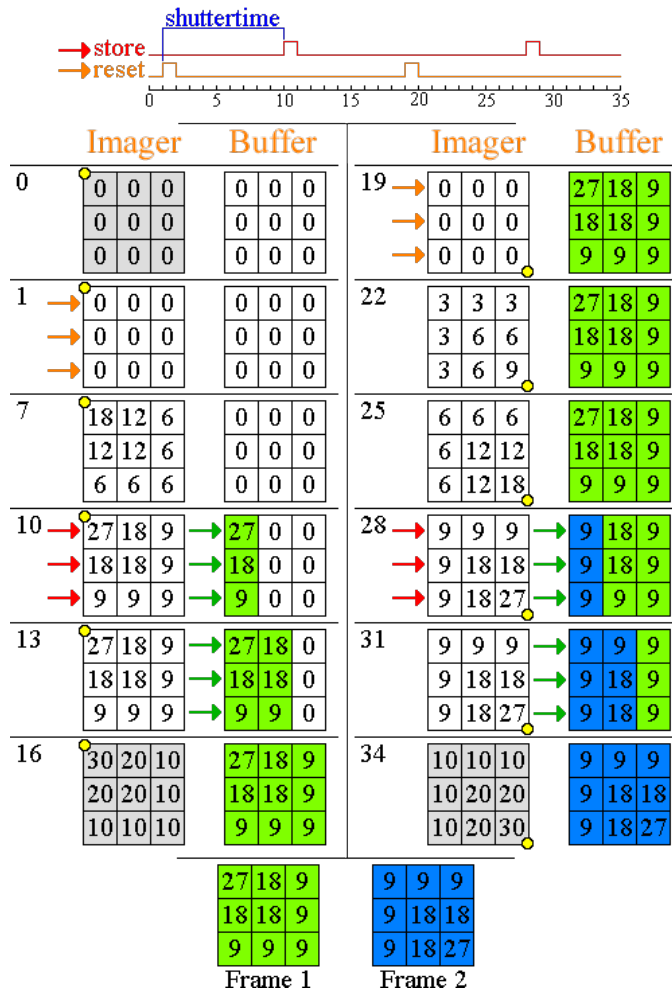 shuttertime
store
reset
0 5 10 15 20 25 30 35
Imager Buffer Imager Buffer
0
0 0 0 0 0 0
0 0 0 0 0 0
0 0 0 0 0 0
1
0 0 0 0 0 0
0 0 0 0 0 0
0 0 0 0 0 0
7
18 12 6 0 0 0
12 12 6 0 0 0
6 6 6 0 0 0
10
27 18 9 27 0 0
18 18 9 18 0 0
9 9 9 9 0 0
13
27 18 9 27 18 0
18 18 9 18 18 0
9 9 9 9 9 0
16
30 20 10 27 18 9
20 20 10 18 18 9
10 10 10 9 9 9
19
0 0 0 27 18 9
0 0 0 18 18 9
0 0 0 9 9 9
22
3 3 3 27 18 9
3 6 6 18 18 9
3 6 9 9 9 9
25
6 6 6 27 18 9
6 12 12 18 18 9
6 12 18 9 9 9
28
9 9 9 9 18 9
9 18 18 9 18 9
9 18 27 9 9 9
31
9 9 9 9 9 9
9 18 18 9 18 9
9 18 27 9 18 9
34
10 10 10 9 9 9
10 20 20 9 18 18
10 20 30 9 18 27
27 18 9
18 18 9
9 9 9
Frame 1
9 9 9
9 18 18
9 18 27
Frame 2